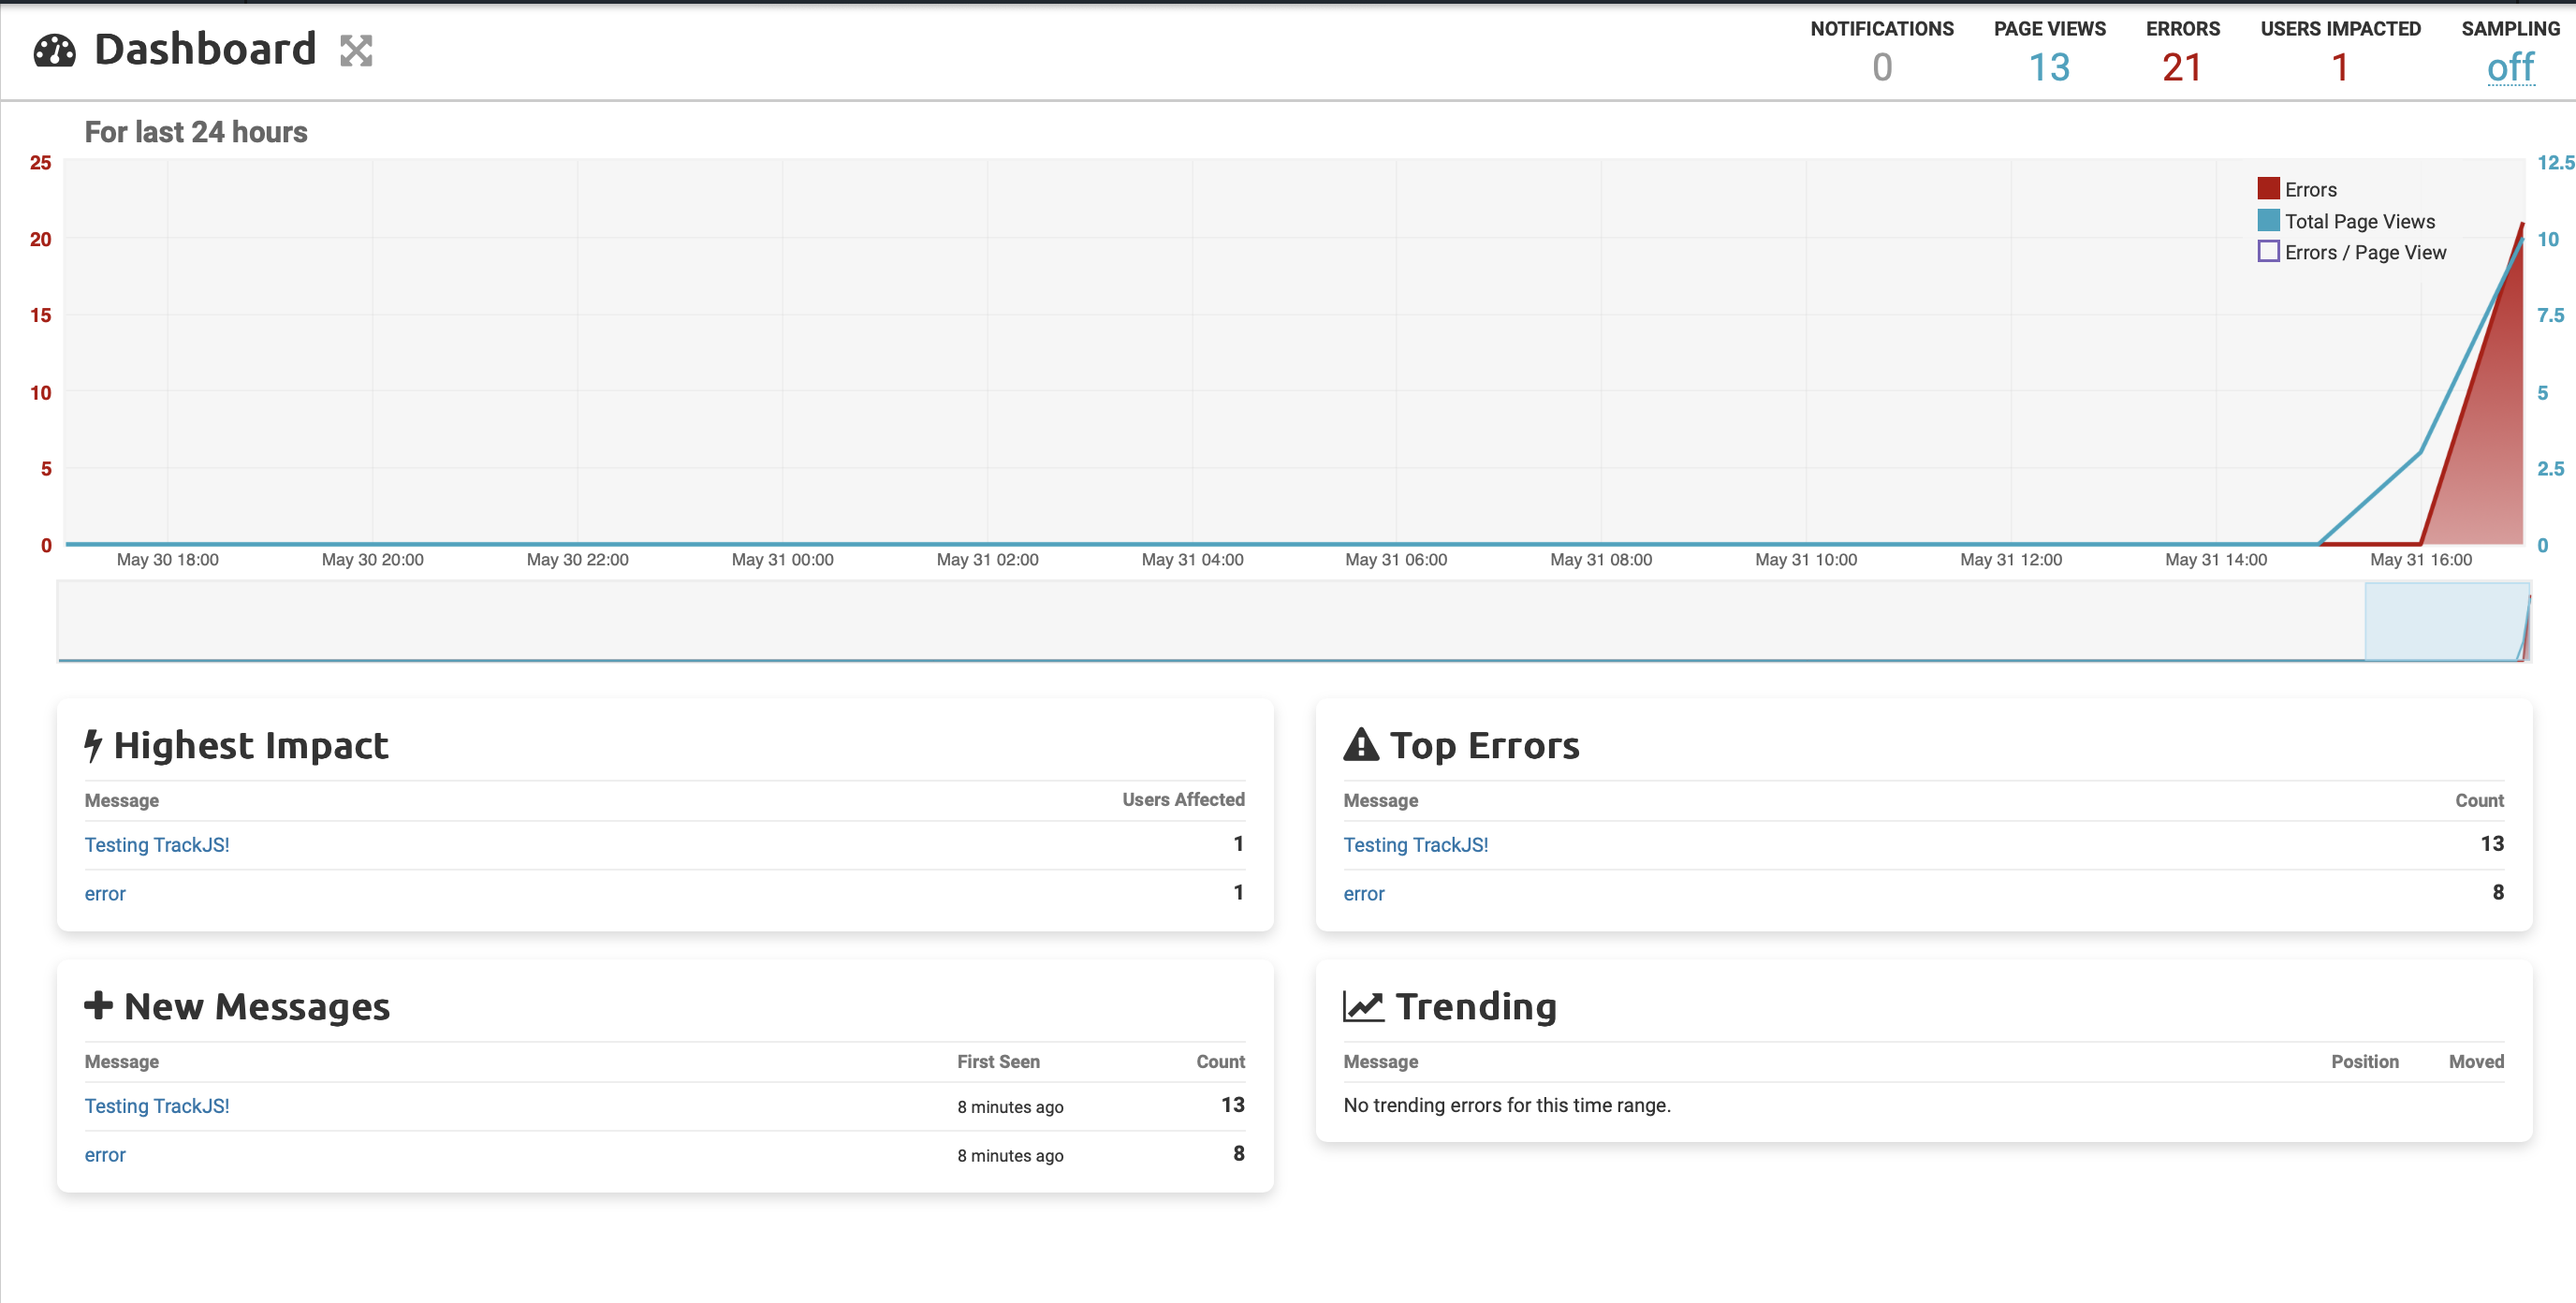 Dashboard
NOTIFICATIONS PAGE VIEWS ERRORS USERS IMPACTED SAMPLING
0 13 21 1 off
For last 24 hours
25 12.5
Errors
Total Page Views
20 10
Errors / Page View
15 7.5
10 5
5 2.5
0 0
May 30 18:00 May 30 20:00 May 30 22:00 May 31 00:00 May 31 02:00 May 31 04:00 May 31 06:00 May 31 08:00 May 31 10:00 May 31 12:00 May 31 14:00 May 31 16:00
Highest Impact
Message Users Affected
Testing TrackJS! 1
error 1
Top Errors
Message Count
Testing TrackJS! 13
error 8
New Messages
Message First Seen Count
Testing TrackJS! 8 minutes ago 13
error 8 minutes ago 8
Trending
Message Position Moved
No trending errors for this time range.